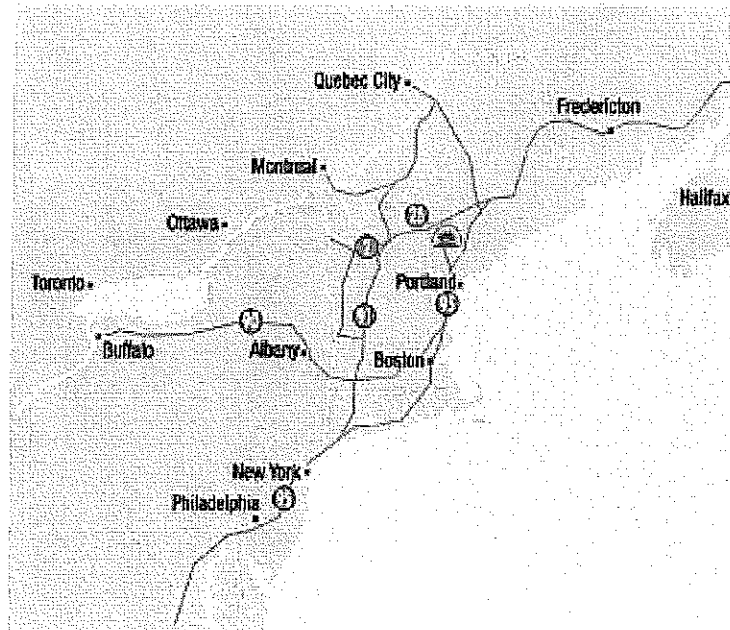 Quebec City
Fredericton
Montreal
Halifax
Ottawa
Toronto
Portland
Buffalo
Albany
Boston
New York
Philadelphia